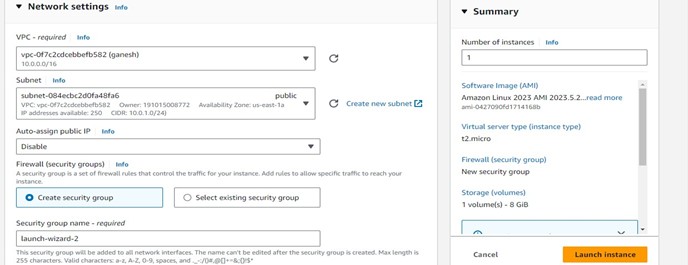 Network settings Info
VPC - required Info
vpc-0f7c2cdcebbefb582 (ganesh)
10.0.0.0/16
Subnet Info
subnet-084ecbc2d0fa48fa6 public
VPC: vpc-0f7c2cdcebbefb582 Owner: 191015008772 Availability Zone: us-east-1a
IP addresses available: 250 CIDR: 10.0.1.0/24)
Create new subnet
Auto-assign public IP Info
Disable
Firewall (security groups) Info
A security group is a set of firewall rules that control the traffic for your instance. Add rules to allow specific traffic to reach your
instance.
Create security group
Select existing security group
Security group name - required
launch-wizard-2
This security group will be added to all network interfaces. The name can't be edited after the security group is created. Max length is
255 characters. Valid characters: a-z, A-Z, 0-9, spaces, and ._-:/()#,@[]+=&;{}!$*
Summary
Number of instances Info
1
Software Image (AMI)
Amazon Linux 2023 AMI 2023.5.2...read more
ami-0427090fd1714168b
Virtual server type (instance type)
t2.micro
Firewall (security group)
New security group
Storage (volumes)
1 volume(s) - 8 GiB
Cancel
Launch instance